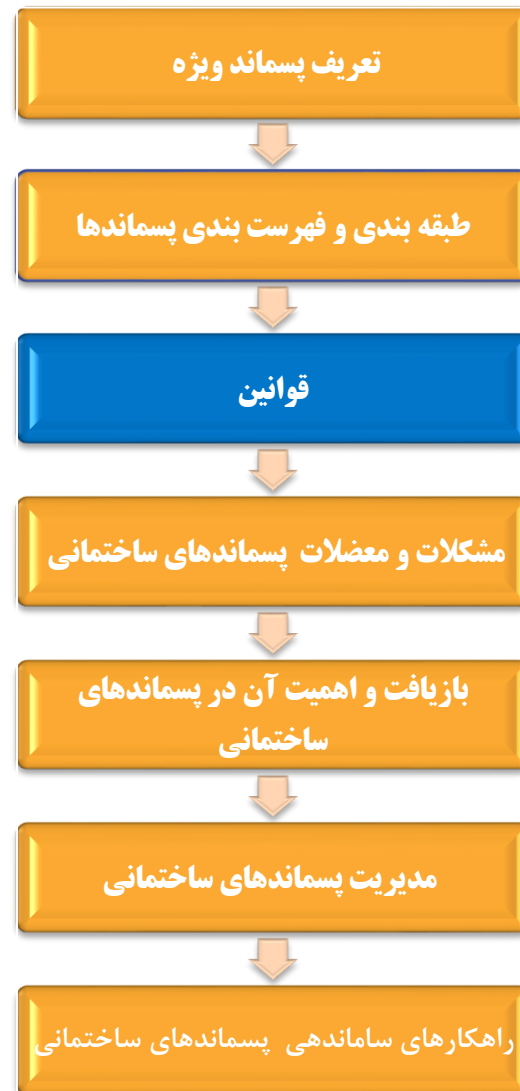 تعریف پسماند ویژه
طبقه بندی و فهرست بندی پسماندها
قوانین
مشکلات و معضلات پسماندهای ساختمانی
بازیافت و اهمیت آن در پسماندهای
ساختمانی
مدیریت پسماندهای ساختمانی
راهکارهای ساماندهی پسماندهای ساختمانی